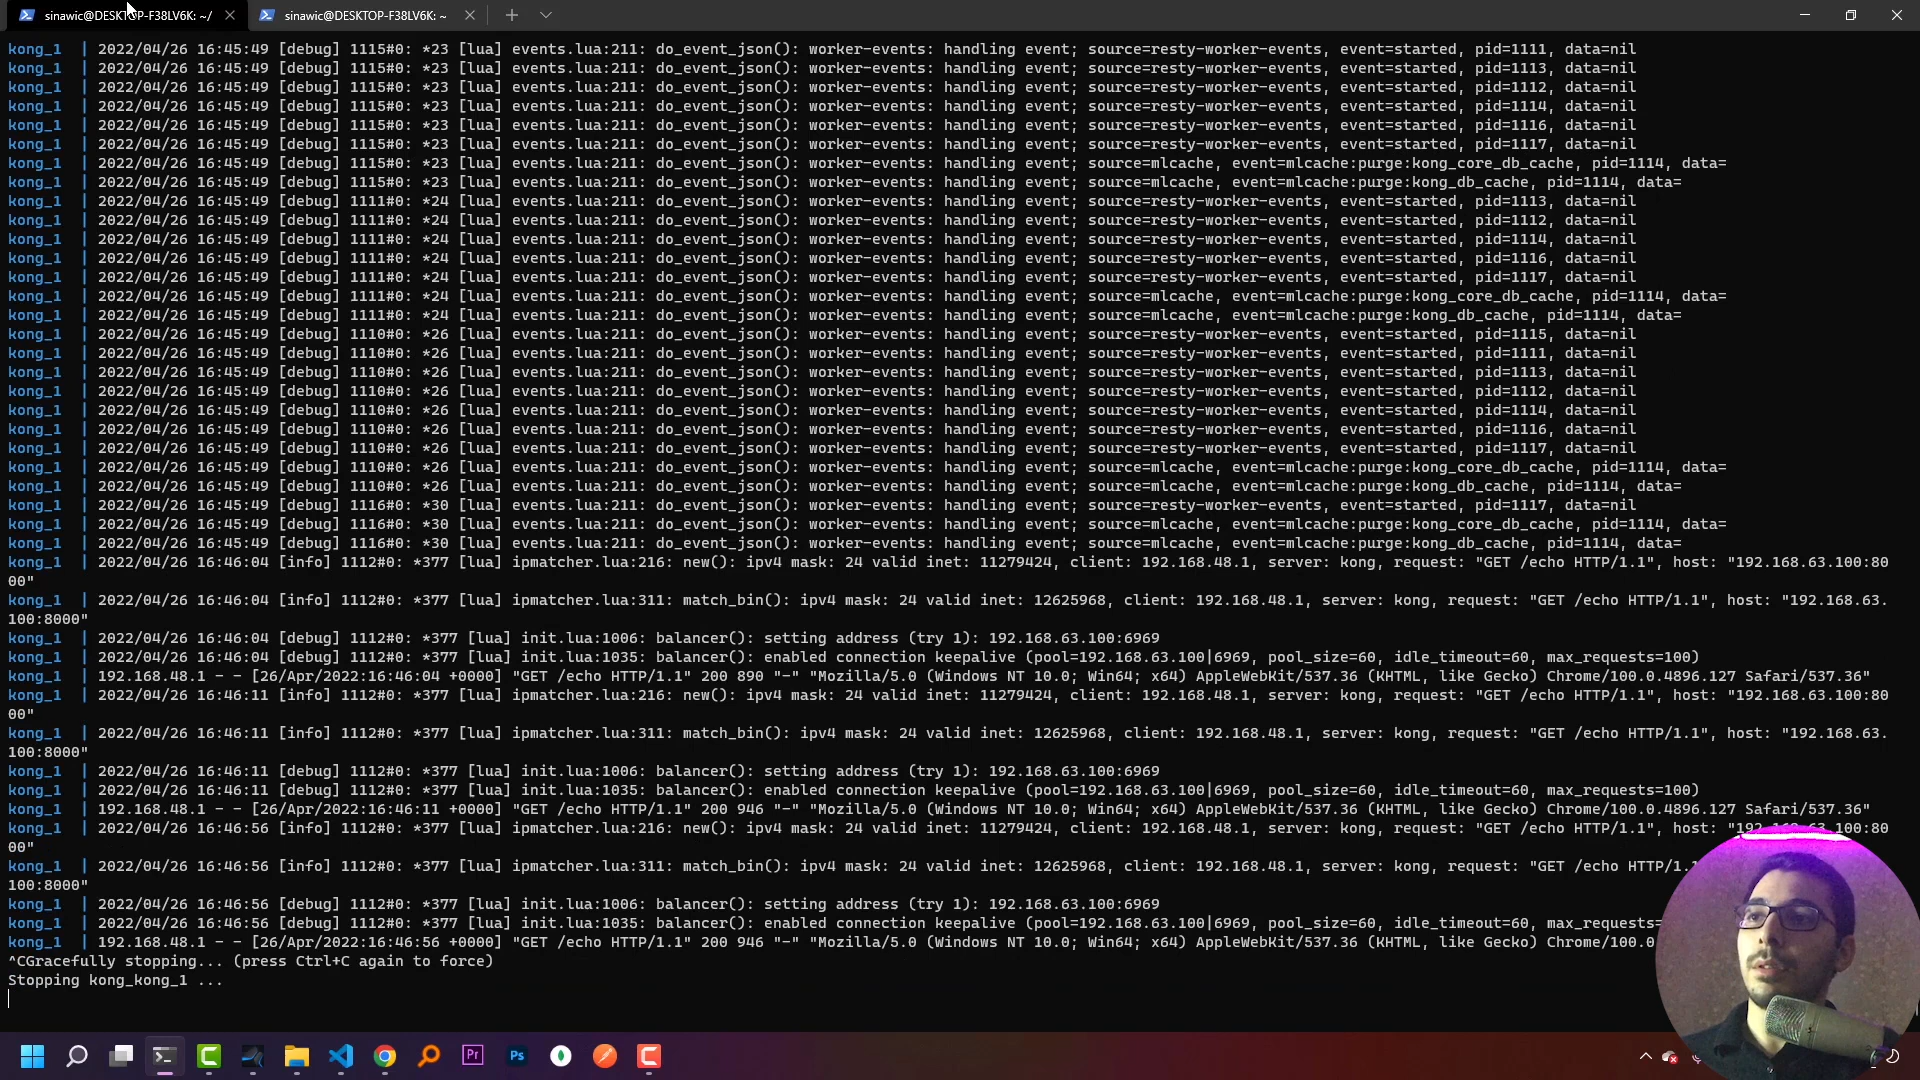 sinawic@DESKTOP-F38LV6K: ~/
sinawic@DESKTOP-F38LV6K: ~
kong_1 | 2022/04/26 16:45:49 [debug] 1115#0: *23 [lua] events.lua:211: do_event_json(): worker-events: handling event; source=resty-worker-events, event=started, pid=1111, data=nil
kong_1 | 2022/04/26 16:45:49 [debug] 1115#0: *23 [lua] events.lua:211: do_event_json(): worker-events: handling event; source=resty-worker-events, event=started, pid=1113, data=nil
kong_1 | 2022/04/26 16:45:49 [debug] 1115#0: *23 [lua] events.lua:211: do_event_json(): worker-events: handling event; source=resty-worker-events, event=started, pid=1112, data=nil
kong_1 | 2022/04/26 16:45:49 [debug] 1115#0: *23 [lua] events.lua:211: do_event_json(): worker-events: handling event; source=resty-worker-events, event=started, pid=1114, data=nil
kong_1 | 2022/04/26 16:45:49 [debug] 1115#0: *23 [lua] events.lua:211: do_event_json(): worker-events: handling event; source=resty-worker-events, event=started, pid=1116, data=nil
kong_1 | 2022/04/26 16:45:49 [debug] 1115#0: *23 [lua] events.lua:211: do_event_json(): worker-events: handling event; source=resty-worker-events, event=started, pid=1117, data=nil
kong_1 | 2022/04/26 16:45:49 [debug] 1115#0: *23 [lua] events.lua:211: do_event_json(): worker-events: handling event; source=mlcache, event=mlcache:purge:kong_core_db_cache, pid=1114, data=
kong_1 | 2022/04/26 16:45:49 [debug] 1115#0: *23 [lua] events.lua:211: do_event_json(): worker-events: handling event; source=mlcache, event=mlcache:purge:kong_db_cache, pid=1114, data=
kong_1 | 2022/04/26 16:45:49 [debug] 1111#0: *24 [lua] events.lua:211: do_event_json(): worker-events: handling event; source=resty-worker-events, event=started, pid=1113, data=nil
kong_1 | 2022/04/26 16:45:49 [debug] 1111#0: *24 [lua] events.lua:211: do_event_json(): worker-events: handling event; source=resty-worker-events, event=started, pid=1112, data=nil
kong_1 | 2022/04/26 16:45:49 [debug] 1111#0: *24 [lua] events.lua:211: do_event_json(): worker-events: handling event; source=resty-worker-events, event=started, pid=1114, data=nil
kong_1 | 2022/04/26 16:45:49 [debug] 1111#0: *24 [lua] events.lua:211: do_event_json(): worker-events: handling event; source=resty-worker-events, event=started, pid=1116, data=nil
kong_1 | 2022/04/26 16:45:49 [debug] 1111#0: *24 [lua] events.lua:211: do_event_json(): worker-events: handling event; source=resty-worker-events, event=started, pid=1117, data=nil
kong_1 | 2022/04/26 16:45:49 [debug] 1111#0: *24 [lua] events.lua:211: do_event_json(): worker-events: handling event; source=mlcache, event=mlcache:purge:kong_core_db_cache, pid=1114, data=
kong_1 | 2022/04/26 16:45:49 [debug] 1111#0: *24 [lua] events.lua:211: do_event_json(): worker-events: handling event; source=mlcache, event=mlcache:purge:kong_db_cache, pid=1114, data=
kong_1 | 2022/04/26 16:45:49 [debug] 1110#0: *26 [lua] events.lua:211: do_event_json(): worker-events: handling event; source=resty-worker-events, event=started, pid=1115, data=nil
kong_1 | 2022/04/26 16:45:49 [debug] 1110#0: *26 [lua] events.lua:211: do_event_json(): worker-events: handling event; source=resty-worker-events, event=started, pid=1111, data=nil
kong_1 | 2022/04/26 16:45:49 [debug] 1110#0: *26 [lua] events.lua:211: do_event_json(): worker-events: handling event; source=resty-worker-events, event=started, pid=1113, data=nil
kong_1 | 2022/04/26 16:45:49 [debug] 1110#0: *26 [lua] events.lua:211: do_event_json(): worker-events: handling event; source=resty-worker-events, event=started, pid=1112, data=nil
kong_1 | 2022/04/26 16:45:49 [debug] 1110#0: *26 [lua] events.lua:211: do_event_json(): worker-events: handling event; source=resty-worker-events, event=started, pid=1114, data=nil
kong_1 | 2022/04/26 16:45:49 [debug] 1110#0: *26 [lua] events.lua:211: do_event_json(): worker-events: handling event; source=resty-worker-events, event=started, pid=1116, data=nil
kong_1 | 2022/04/26 16:45:49 [debug] 1110#0: *26 [lua] events.lua:211: do_event_json(): worker-events: handling event; source=resty-worker-events, event=started, pid=1117, data=nil
kong_1 | 2022/04/26 16:45:49 [debug] 1110#0: *26 [lua] events.lua:211: do_event_json(): worker-events: handling event; source=mlcache, event=mlcache:purge:kong_core_db_cache, pid=1114, data=
kong_1 | 2022/04/26 16:45:49 [debug] 1110#0: *26 [lua] events.lua:211: do_event_json(): worker-events: handling event; source=mlcache, event=mlcache:purge:kong_db_cache, pid=1114, data=
kong_1 | 2022/04/26 16:45:49 [debug] 1116#0: *30 [lua] events.lua:211: do_event_json(): worker-events: handling event; source=resty-worker-events, event=started, pid=1117, data=nil
kong_1 | 2022/04/26 16:45:49 [debug] 1116#0: *30 [lua] events.lua:211: do_event_json(): worker-events: handling event; source=mlcache, event=mlcache:purge:kong_core_db_cache, pid=1114, data=
kong_1 | 2022/04/26 16:45:49 [debug] 1116#0: *30 [lua] events.lua:211: do_event_json(): worker-events: handling event; source=mlcache, event=mlcache:purge:kong_db_cache, pid=1114, data=
kong_1 | 2022/04/26 16:46:04 [info] 1112#0: *377 [lua] ipmatcher.lua:216: new(): ipv4 mask: 24 valid inet: 11279424, client: 192.168.48.1, server: kong, request: "GET /echo HTTP/1.1", host: "192.168.63.100:80
00"
kong_1 | 2022/04/26 16:46:04 [info] 1112#0: *377 [lua] ipmatcher.lua:311: match_bin(): ipv4 mask: 24 valid inet: 12625968, client: 192.168.48.1, server: kong, request: "GET /echo HTTP/1.1", host: "192.168.63.
100:8000"
kong_1 | 2022/04/26 16:46:04 [debug] 1112#0: *377 [lua] init.lua:1006: balancer(): setting address (try 1): 192.168.63.100:6969
kong_1 | 2022/04/26 16:46:04 [debug] 1112#0: *377 [lua] init.lua:1035: balancer(): enabled connection keepalive (pool=192.168.63.100|6969, pool_size=60, idle_timeout=60, max_requests=100)
kong_1 | 192.168.48.1 - - [26/Apr/2022:16:46:04 +0000] "GET /echo HTTP/1.1" 200 890 "-" "Mozilla/5.0 (Windows NT 10.0; Win64; x64) AppleWebKit/537.36 (KHTML, like Gecko) Chrome/100.0.4896.127 Safari/537.36"
kong_1 | 2022/04/26 16:46:11 [info] 1112#0: *377 [lua] ipmatcher.lua:216: new(): ipv4 mask: 24 valid inet: 11279424, client: 192.168.48.1, server: kong, request: "GET /echo HTTP/1.1", host: "192.168.63.100:80
00"
kong_1 | 2022/04/26 16:46:11 [info] 1112#0: *377 [lua] ipmatcher.lua:311: match_bin(): ipv4 mask: 24 valid inet: 12625968, client: 192.168.48.1, server: kong, request: "GET /echo HTTP/1.1", host: "192.168.63.
100:8000"
kong_1 | 2022/04/26 16:46:11 [debug] 1112#0: *377 [lua] init.lua:1006: balancer(): setting address (try 1): 192.168.63.100:6969
kong_1 | 2022/04/26 16:46:11 [debug] 1112#0: *377 [lua] init.lua:1035: balancer(): enabled connection keepalive (pool=192.168.63.100|6969, pool_size=60, idle_timeout=60, max_requests=100)
kong_1 | 192.168.48.1 - - [26/Apr/2022:16:46:11 +0000] "GET /echo HTTP/1.1" 200 946 "-" "Mozilla/5.0 (Windows NT 10.0; Win64; x64) AppleWebKit/537.36 (KHTML, like Gecko) Chrome/100.0.4896.127 Safari/537.36"
kong_1 | 2022/04/26 16:46:56 [info] 1112#0: *377 [lua] ipmatcher.lua:216: new(): ipv4 mask: 24 valid inet: 11279424, client: 192.168.48.1, server: kong, request: "GET /echo HTTP/1.1", host: "192.168.63.100:80
00"
kong_1 | 2022/04/26 16:46:56 [info] 1112#0: *377 [lua] ipmatcher.lua:311: match_bin(): ipv4 mask: 24 valid inet: 12625968, client: 192.168.48.1, server: kong, request: "GET /echo HTTP/1.
100:8000"
kong_1 | 2022/04/26 16:46:56 [debug] 1112#0: *377 [lua] init.lua:1006: balancer(): setting address (try 1): 192.168.63.100:6969
kong_1 | 2022/04/26 16:46:56 [debug] 1112#0: *377 [lua] init.lua:1035: balancer(): enabled connection keepalive (pool=192.168.63.100|6969, pool_size=60, idle_timeout=60, max_requests=
kong_1 | 192.168.48.1 - - [26/Apr/2022:16:46:56 +0000] "GET /echo HTTP/1.1" 200 946 "-" "Mozilla/5.0 (Windows NT 10.0; Win64; x64) AppleWebKit/537.36 (KHTML, like Gecko) Chrome/100.0
^CGracefully stopping... (press Ctrl+C again to force)
Stopping kong_kong_1 ...
Pr
Ps